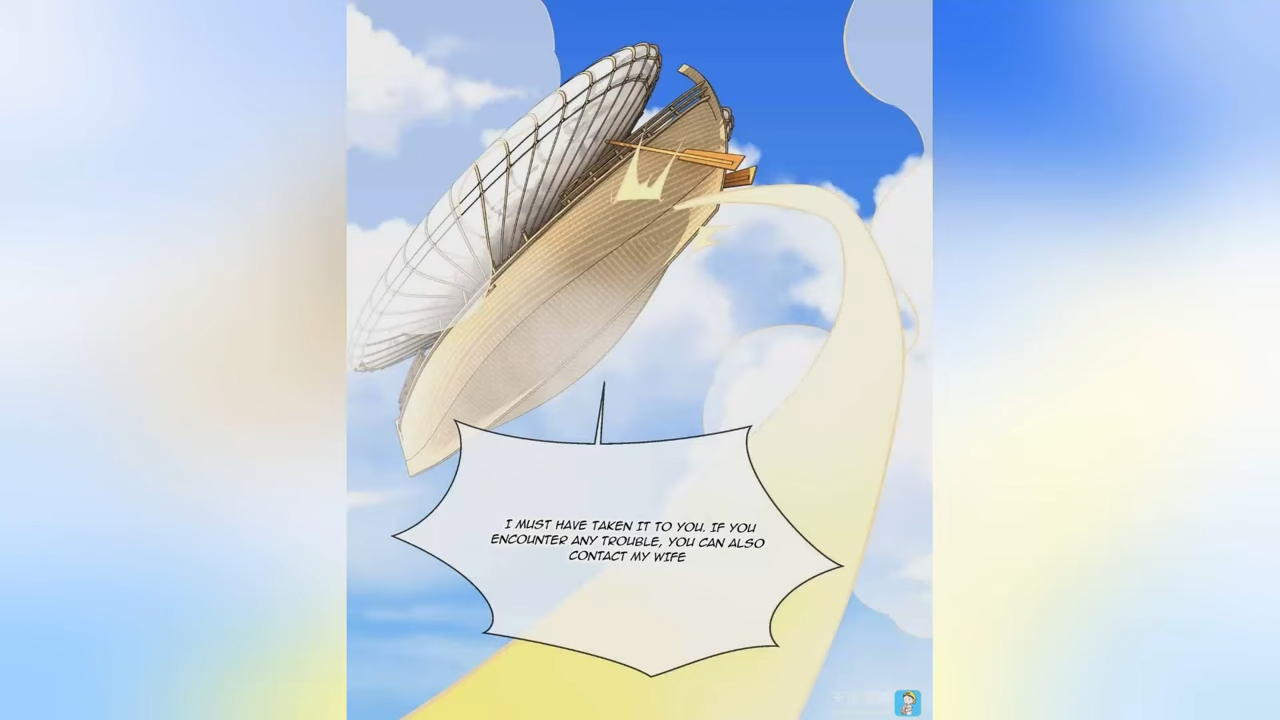 I MUST HAVE TAKEN IT TO YOU. IF YOU
ENCOUNTER ANY TROUBLE, YOU CAN ALSO
CONTACT MY WIFE